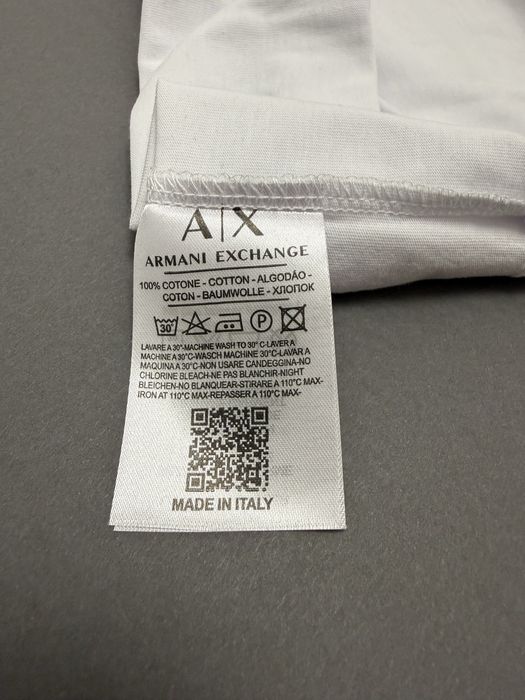 A|X
ARMANI EXCHANGE
100% COTONE - COTTON - ALGODÃO -
COTON - BAUMWOLLE - ХЛОПОК
30°
P
LAVARE A 30°-MACHINE WASH TO 30° C-LAVER A
MACHINE A 30°C-WASCH MACHINE 30°C-LAVAR A
MAQUINA A 30°C-NON USARE CANDEGGINA-NO
CHLORINE BLEACH-NE PAS BLANCHIR-NIGHT
BLEICHEN-NO BLANQUEAR-STIRARE A 110°C MAX-
IRON AT 110°C MAX-REPASSER A 110°C MAX-
MADE IN ITALY